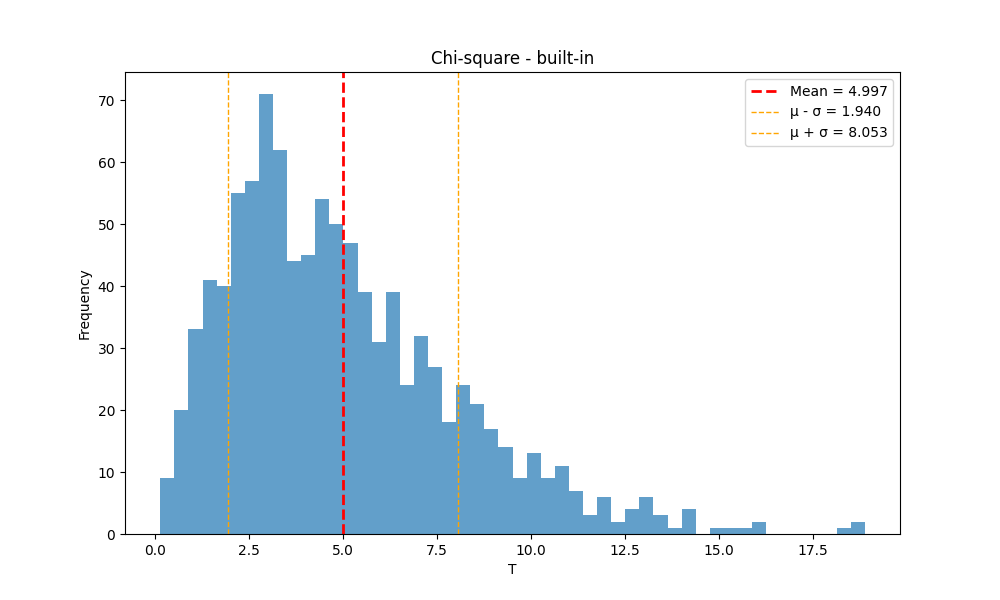 Chi-square - built-in
Mean = 4.997
μ - σ = 1.940
μ + σ = 8.053
Frequency
70
60
50
40
30
20
10
0
0.0 2.5 5.0 7.5 10.0 12.5 15.0 17.5
T